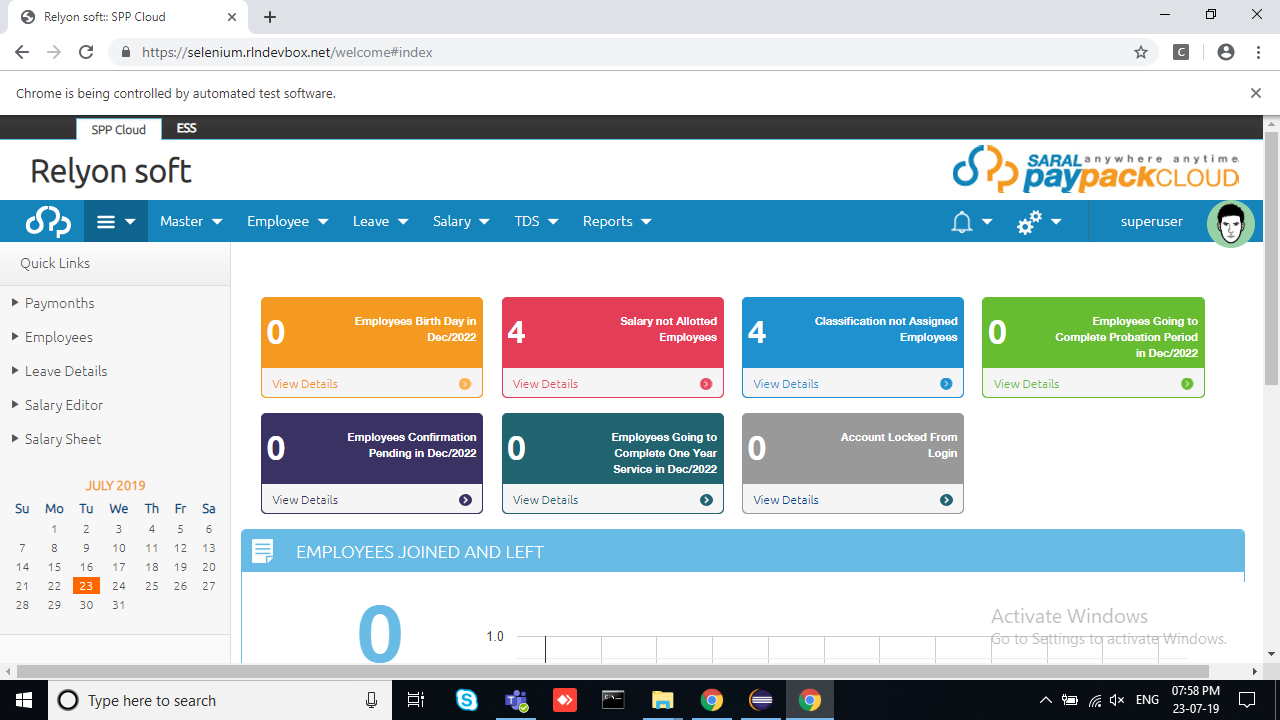 Relyon soft:: SPP Cloud
https://selenium.rlndevbox.net/welcome#index
C
Chrome is being controlled by automated test software.
SPP Cloud
ESS
Relyon soft
SARAL anywhere anytime
paypackCLOUD
Master
Employee
Leave
Salary
TDS
Reports
superuser
Quick Links
Paymonths
Employees
Leave Details
Salary Editor
Salary Sheet
JULY 2019
Su Mo Tu We Th Fr Sa
1 2 3 4 5 6
7 8 9 10 11 12 13
14 15 16 17 18 19 20
21 22 23 24 25 26 27
28 29 30 31
0
Employees Birth Day in
Dec/2022
View Details
4
Salary not Allotted
Employees
View Details
4
Classification not Assigned
Employees
View Details
0
Employees Going to
Complete Probation Period
in Dec/2022
View Details
0
Employees Confirmation
Pending in Dec/2022
View Details
0
Employees Going to
Complete One Year
Service in Dec/2022
View Details
0
Account Locked From
Login
View Details
EMPLOYEES JOINED AND LEFT
0
1.0
Activate Windows
Go to Settings to activate Windows.
Type here to search
ENG
07:58 PM
23-07-19